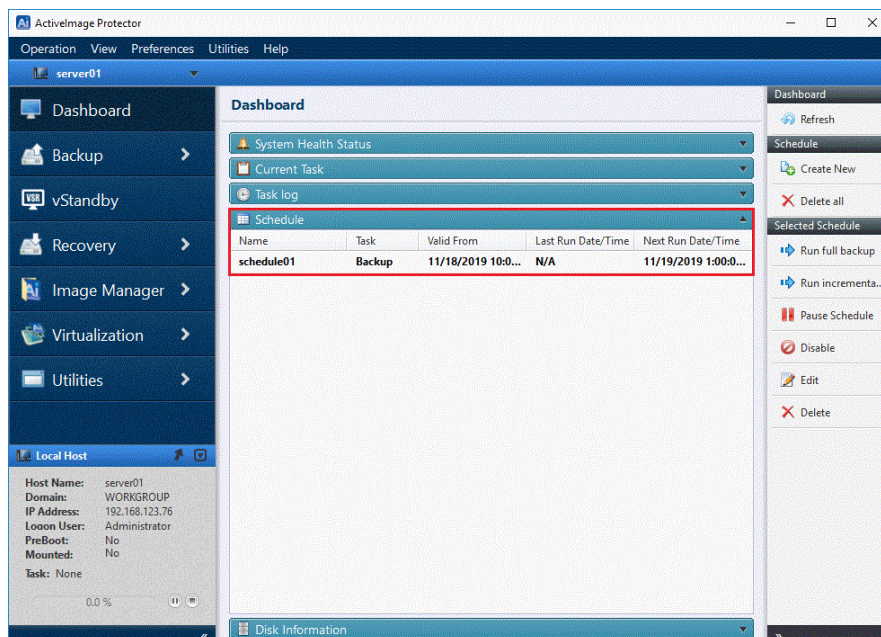 ActiveImage Protector
Operation View Preferences Utilities Help
server01
Dashboard
Backup
vStandby
Recovery
Image Manager
Virtualization
Utilities
Local Host
Host Name: server01
Domain: WORKGROUP
IP Address: 192.168.123.76
Logon User: Administrator
PreBoot: No
Mounted: No
Task: None
0.0 %
Dashboard
System Health Status
Current Task
Task log
Schedule
Name Task Valid From Last Run Date/Time Next Run Date/Time
schedule01 Backup 11/18/2019 10:0... N/A 11/19/2019 1:00:0...
Disk Information
Dashboard
Refresh
Schedule
Create New
Delete all
Selected Schedule
Run full backup
Run incrementa...
Pause Schedule
Disable
Edit
Delete